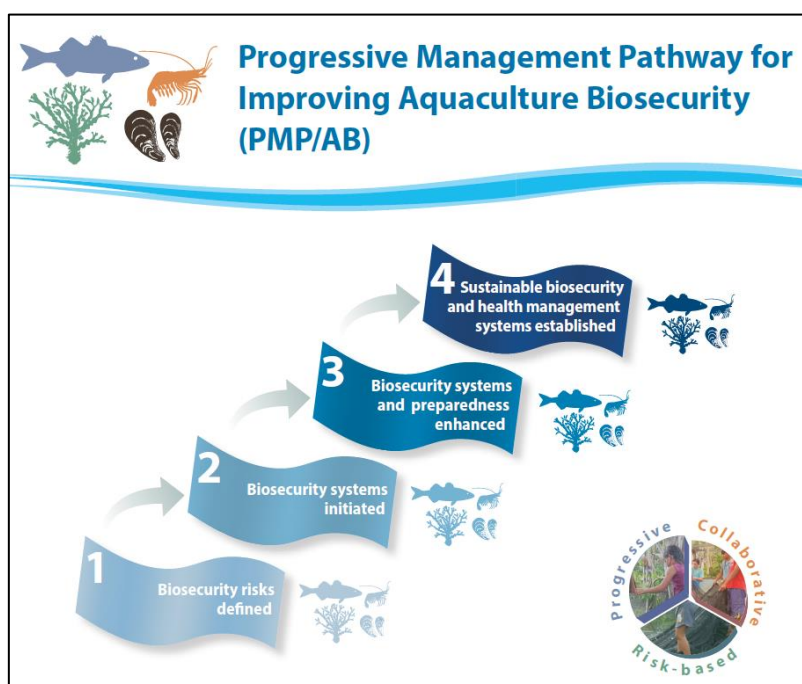 Progressive Management Pathway for
Improving Aquaculture Biosecurity
(PMP/AB)
4 Sustainable biosecurity
and health management
systems established
3 Biosecurity systems
and preparedness
enhanced
2 Biosecurity systems
initiated
1 Biosecurity risks
defined
Progressive
Collaborative
Risk-based